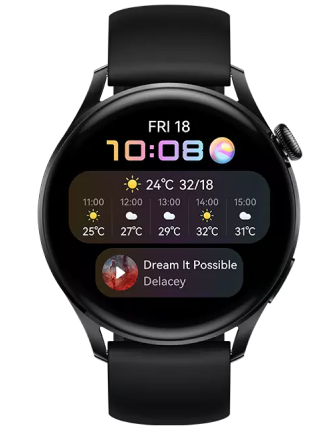 FRI 18
10:08
24°C 32/18
11:00 12:00 13:00 14:00 15:00
25°C 27°C 29°C 32°C 31°C
Dream It Possible
Delacey